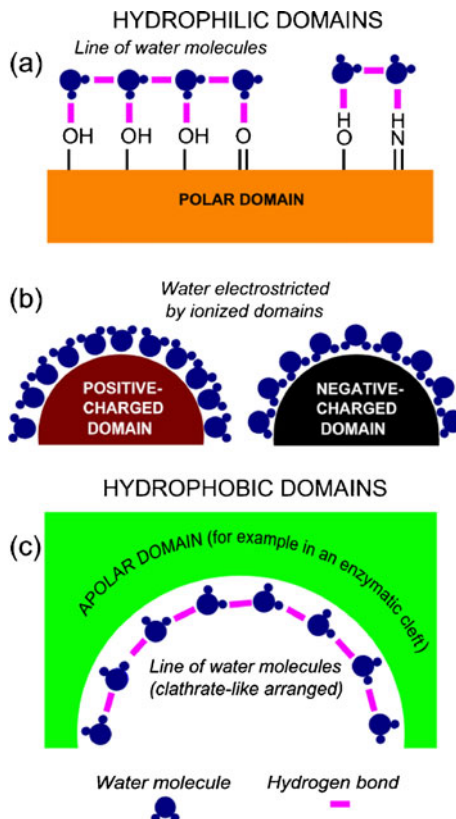 HYDROPHILIC DOMAINS
Line of water molecules
(a)
OH OH OH O
H H
O N
POLAR DOMAIN
(b)
Water electrostricted
by ionized domains
POSITIVE-
CHARGED
DOMAIN
NEGATIVE-
CHARGED
DOMAIN
HYDROPHOBIC DOMAINS
(c)
APOLAR DOMAIN (for example in an enzymatic cleft)
Line of water molecules
(clathrate-like arranged)
Water molecule
Hydrogen bond